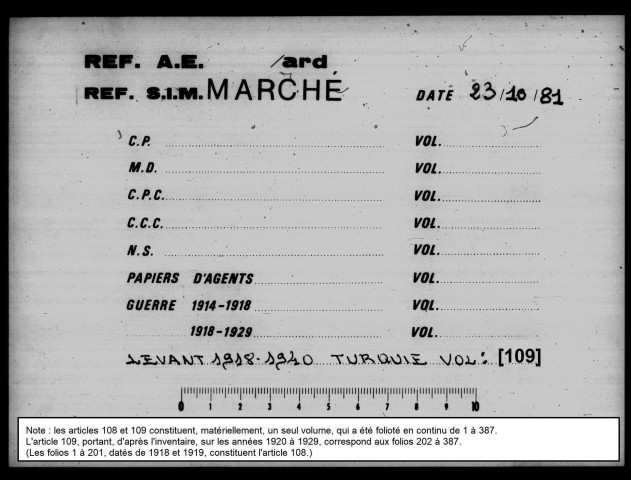 REF. A.E. /ard
REF. S.I.M. MARCHÉ DATE 23/10/81
C.P. VOL.
M.D. VOL.
C.P.C. VOL.
C.C.C. VOL.
N.S. VOL.
PAPIERS D'AGENTS VOL.
GUERRE 1914-1918 VOL.
1918-1929 VOL.
LEVANT 1918-1940 TURQUIE VOL: [109]
0 1 2 3 4 5 6 7 8 9 10
Note : les articles 108 et 109 constituent, matériellement, un seul volume, qui a été folioté en continu de 1 à 387.
L'article 109, portant, d'après l'inventaire, sur les années 1920 à 1929, correspond aux folios 202 à 387.
(Les folios 1 à 201, datés de 1918 et 1919, constituent l'article 108.)